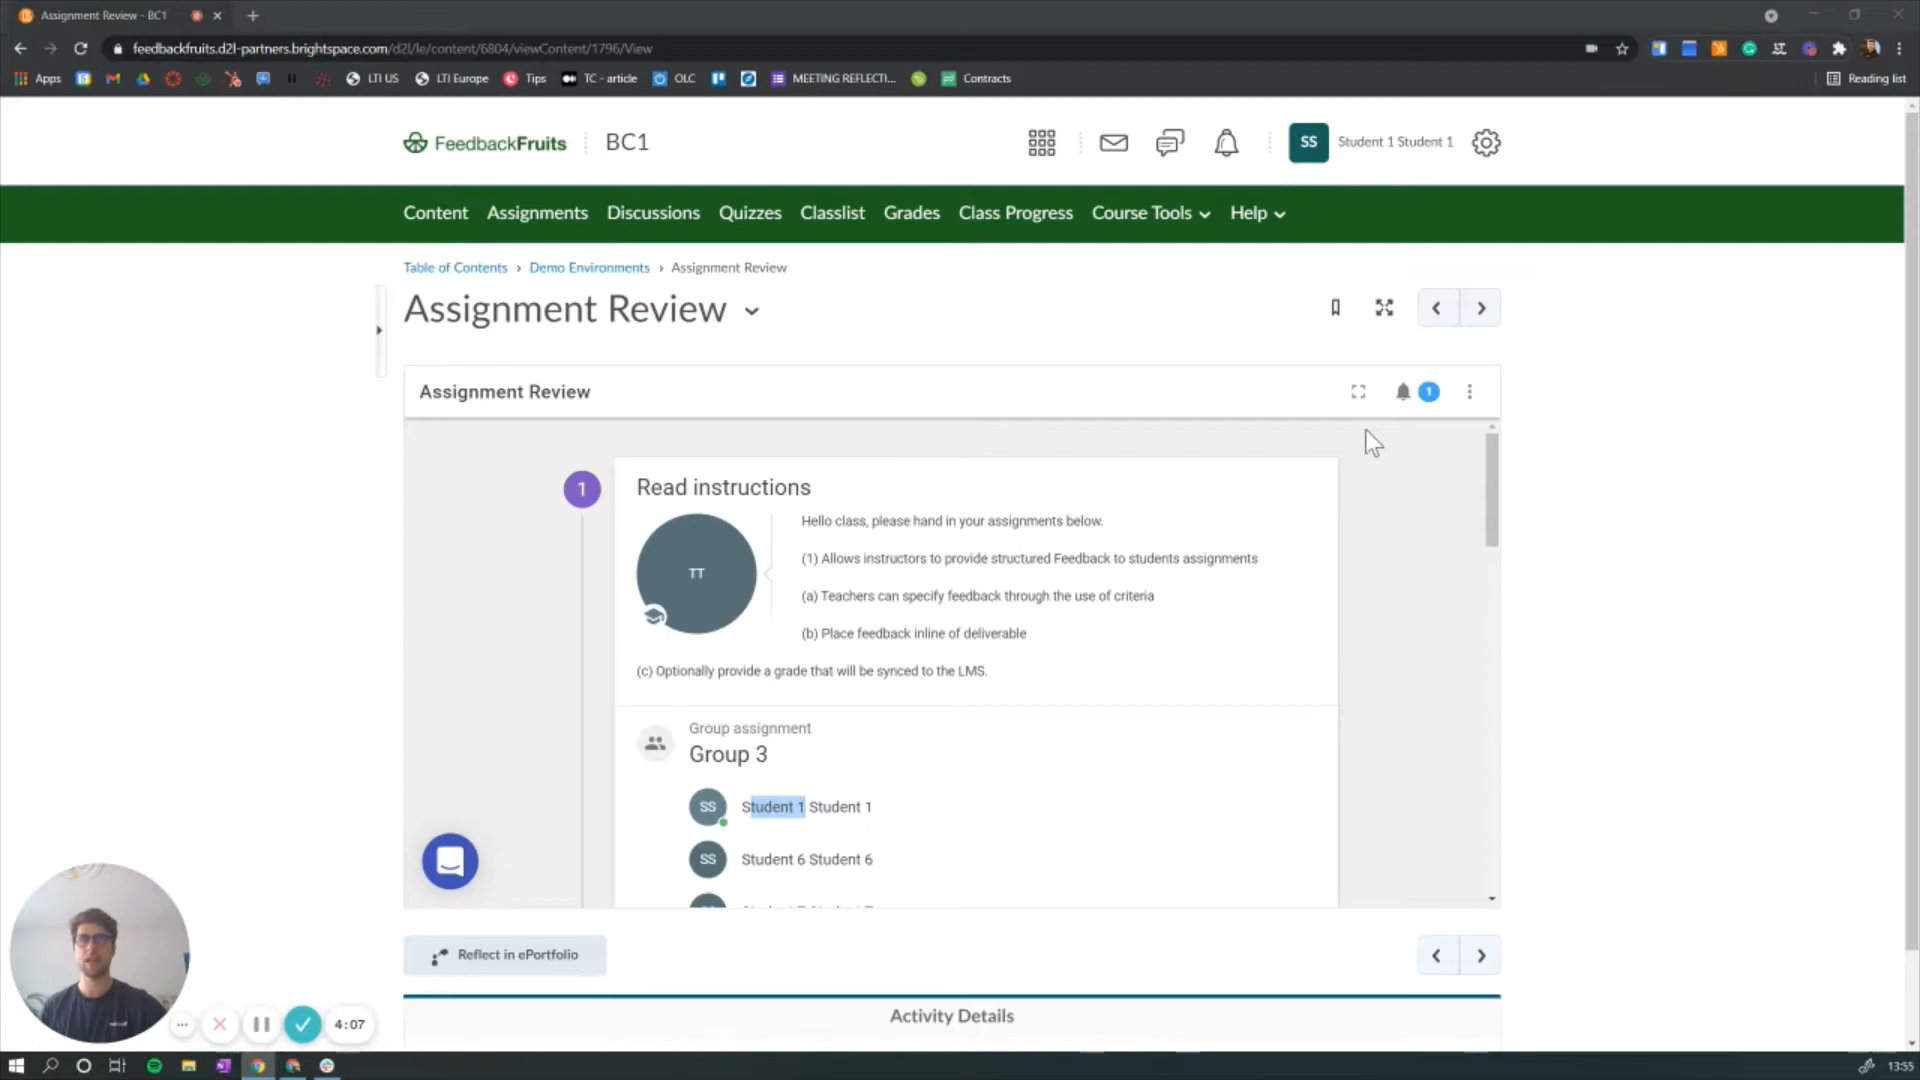 Assignment Review - BC1
feedbackfruits.d2l-partners.brightspace.com/d2l/le/content/6804/viewContent/1796/View
Apps LTI US LTI Europe Tips TC - article OLC MEETING REFLECTI... Contracts Reading list
FeedbackFruits BC1 SS Student 1 Student 1
Content Assignments Discussions Quizzes Classlist Grades Class Progress Course Tools Help
Table of Contents › Demo Environments › Assignment Review
Assignment Review
Assignment Review 1
1 Read instructions
Hello class, please hand in your assignments below.
(1) Allows instructors to provide structured Feedback to students assignments
TT
(a) Teachers can specify feedback through the use of criteria
(b) Place feedback inline of deliverable
(c) Optionally provide a grade that will be synced to the LMS.
Group assignment
Group 3
SS Student 1 Student 1
SS Student 6 Student 6
Reflect in ePortfolio
Activity Details
4:07
13:55